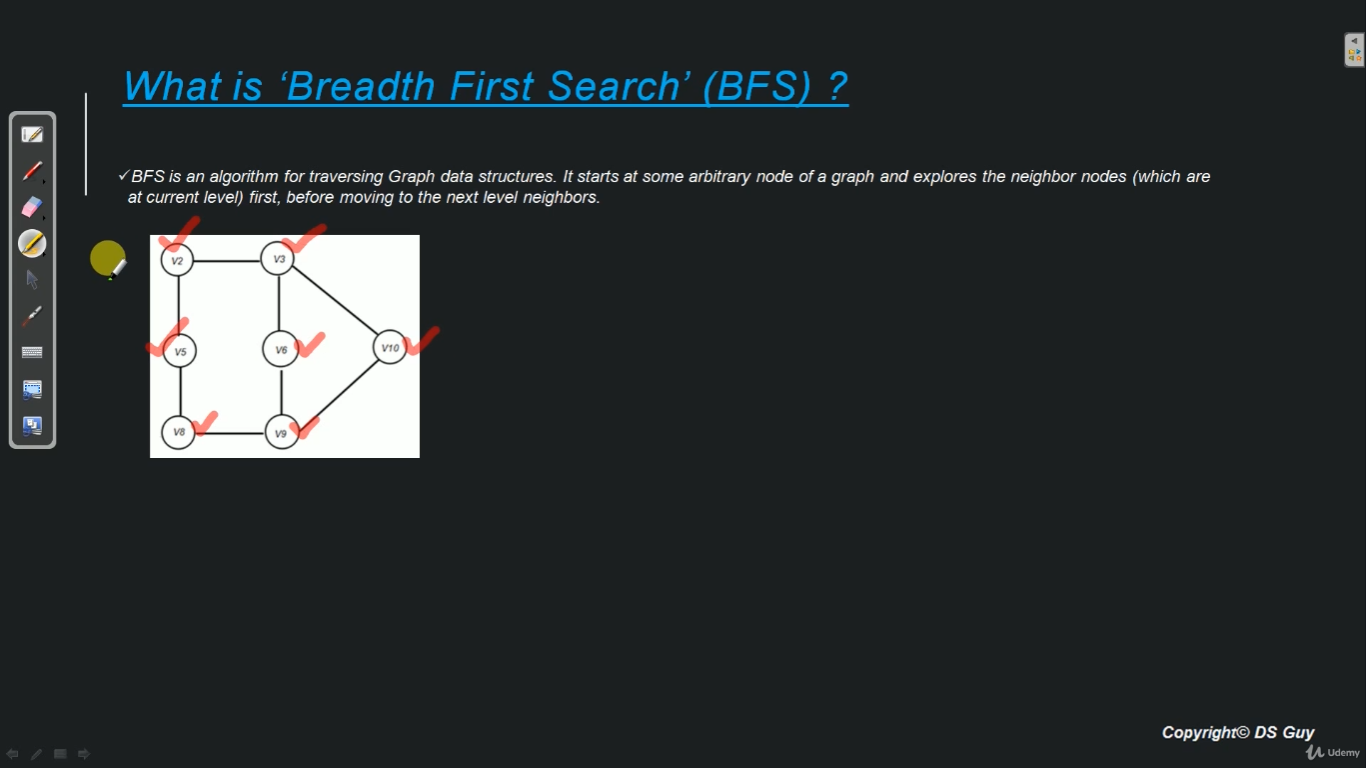 What is ‘Breadth First Search’ (BFS) ?
✓BFS is an algorithm for traversing Graph data structures. It starts at some arbitrary node of a graph and explores the neighbor nodes (which are
at current level) first, before moving to the next level neighbors.
V2
V3
V5
V6
V10
V8
V9
Copyright© DS Guy
Udemy